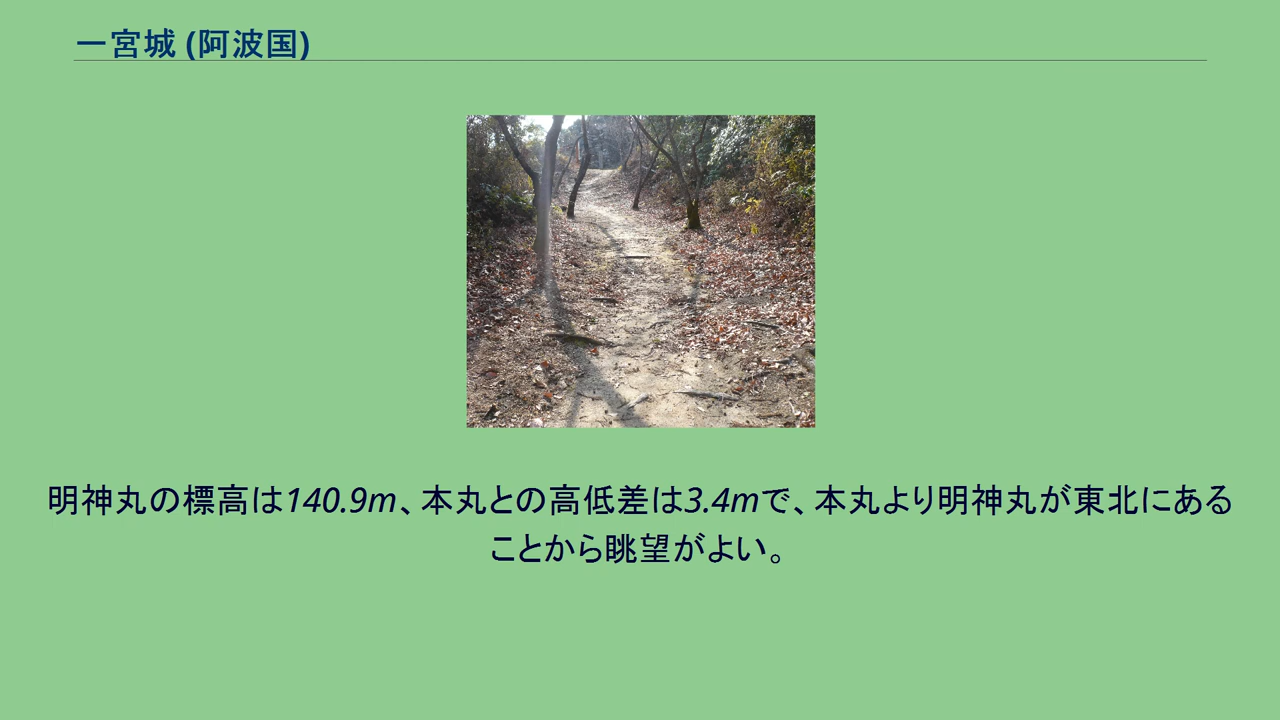 一宮城 (阿波国)
明神丸の標高は140.9m、本丸との高低差は3.4mで、本丸より明神丸が東北にある
ことから眺望がよい。